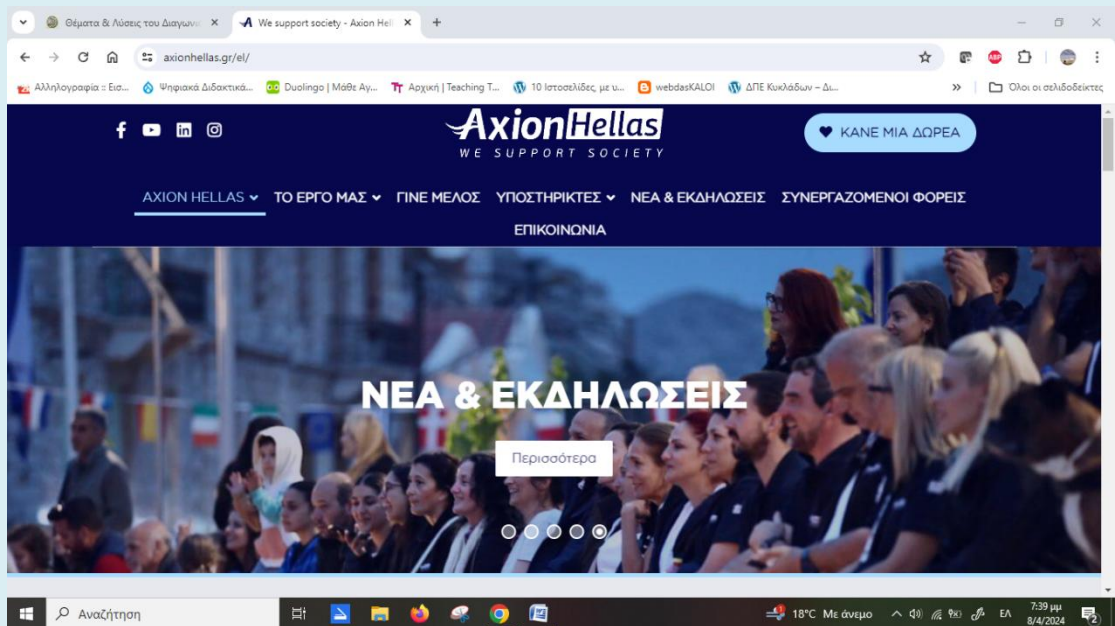 Θέματα & Λύσεις του Διαγωνι
We support society - Axion Hell
axionhellas.gr/el/
ABP
Αλληλογραφία :: Εισ...
Ψηφιακά Διδακτικά...
Duolingo | Μάθε Αγ...
Αρχική | Teaching T...
10 Ιστοσελίδες, με υ...
webdasKALOI
ΔΠΕ Κυκλάδων – Δι...
Όλοι οι σελιδοδείκτες
AxionHellas
WE SUPPORT SOCIETY
ΚΑΝΕ ΜΙΑ ΔΩΡΕΑ
AXION HELLAS ΤΟ ΕΡΓΟ ΜΑΣ ΓΙΝΕ ΜΕΛΟΣ ΥΠΟΣΤΗΡΙΚΤΕΣ ΝΕΑ & ΕΚΔΗΛΩΣΕΙΣ ΣΥΝΕΡΓΑΖΟΜΕΝΟΙ ΦΟΡΕΙΣ
ΕΠΙΚΟΙΝΩΝΙΑ
ΝΕΑ & ΕΚΔΗΛΩΣΕΙΣ
Περισσότερα
Αναζήτηση
18°C Με άνεμο
ΕΛ
7:39 μμ
8/4/2024
2